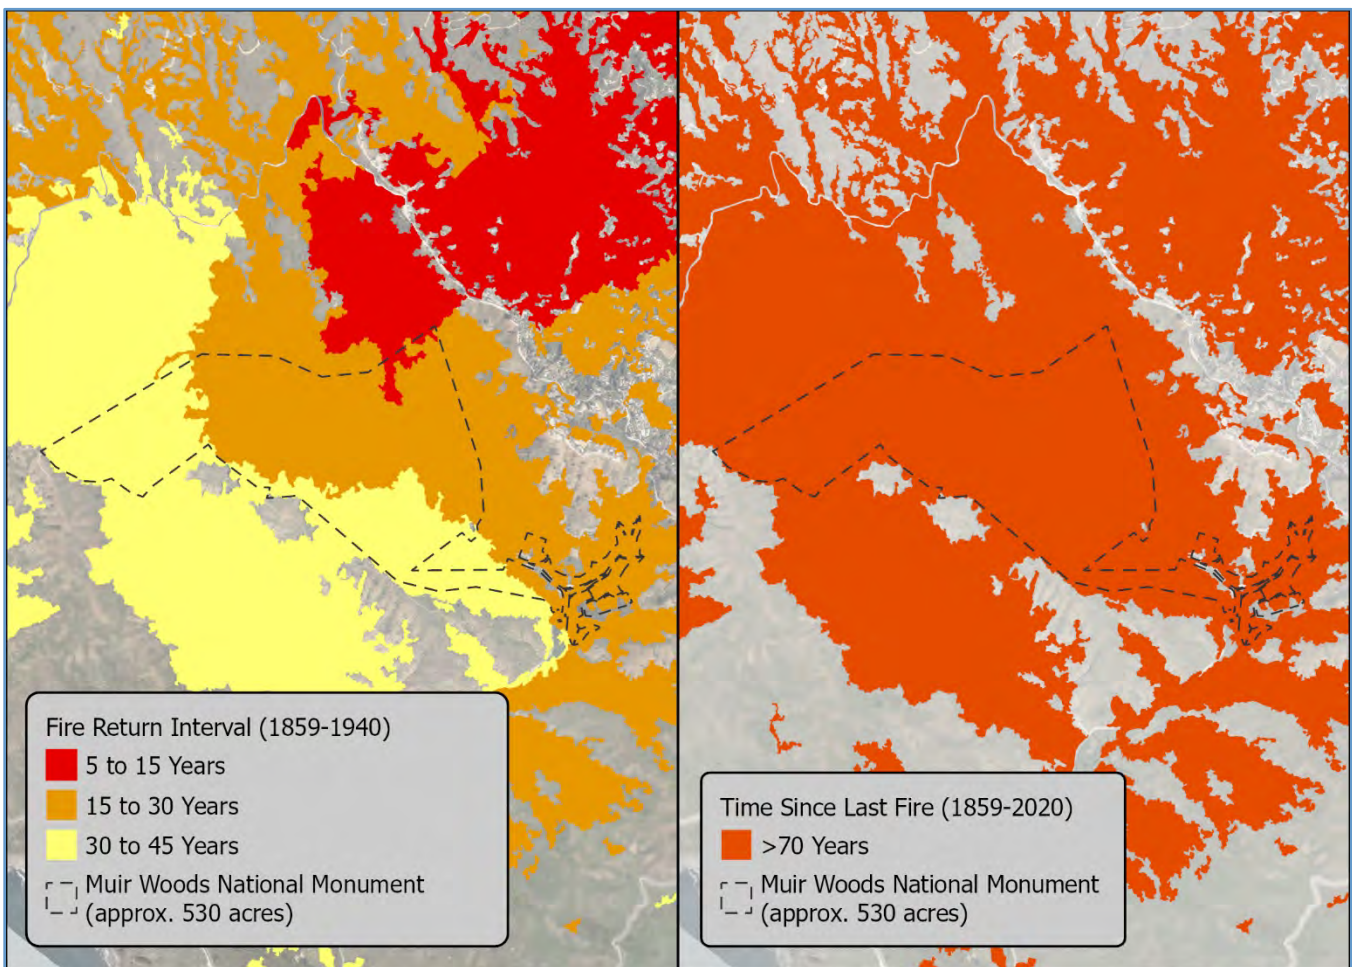 Fire Return Interval (1859-1940)
5 to 15 Years
15 to 30 Years
30 to 45 Years
Muir Woods National Monument
(approx. 530 acres)
Time Since Last Fire (1859-2020)
>70 Years
Muir Woods National Monument
(approx. 530 acres)